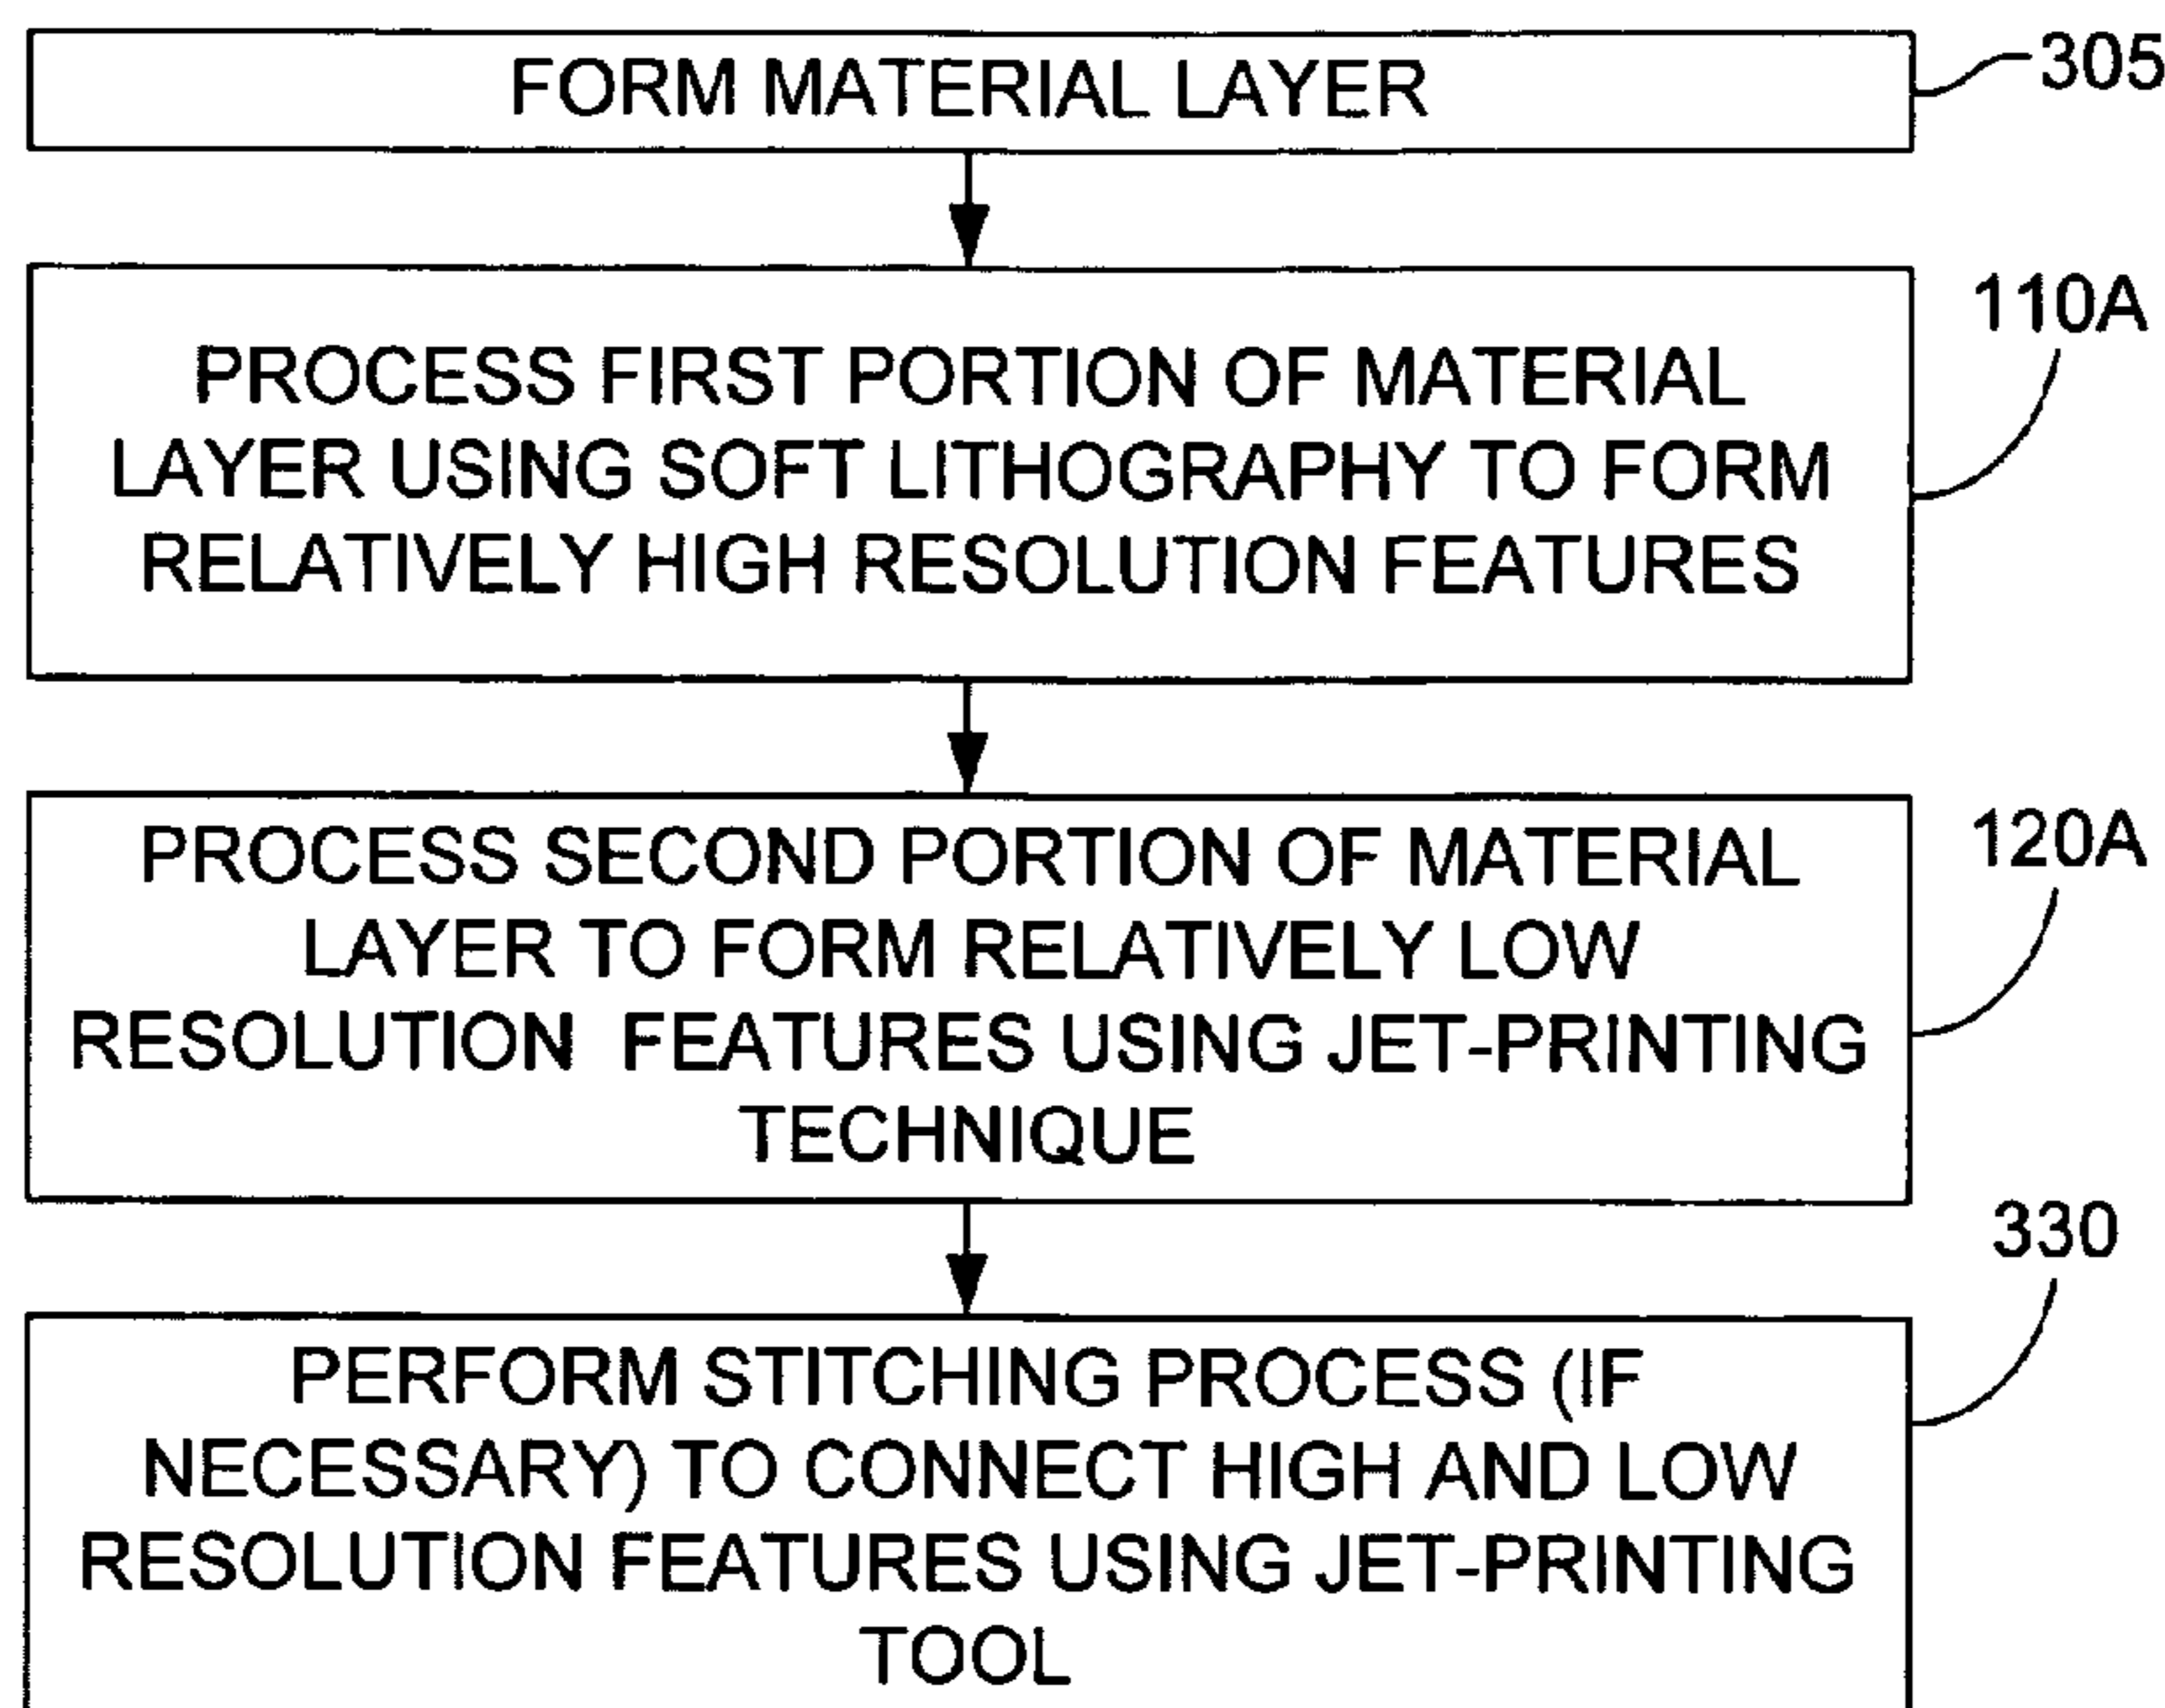 FORM MATERIAL LAYER
305
PROCESS FIRST PORTION OF MATERIAL
LAYER USING SOFT LITHOGRAPHY TO FORM
RELATIVELY HIGH RESOLUTION FEATURES
110A
PROCESS SECOND PORTION OF MATERIAL
LAYER TO FORM RELATIVELY LOW
RESOLUTION FEATURES USING JET-PRINTING
TECHNIQUE
120A
PERFORM STITCHING PROCESS (IF
NECESSARY) TO CONNECT HIGH AND LOW
RESOLUTION FEATURES USING JET-PRINTING
TOOL
330